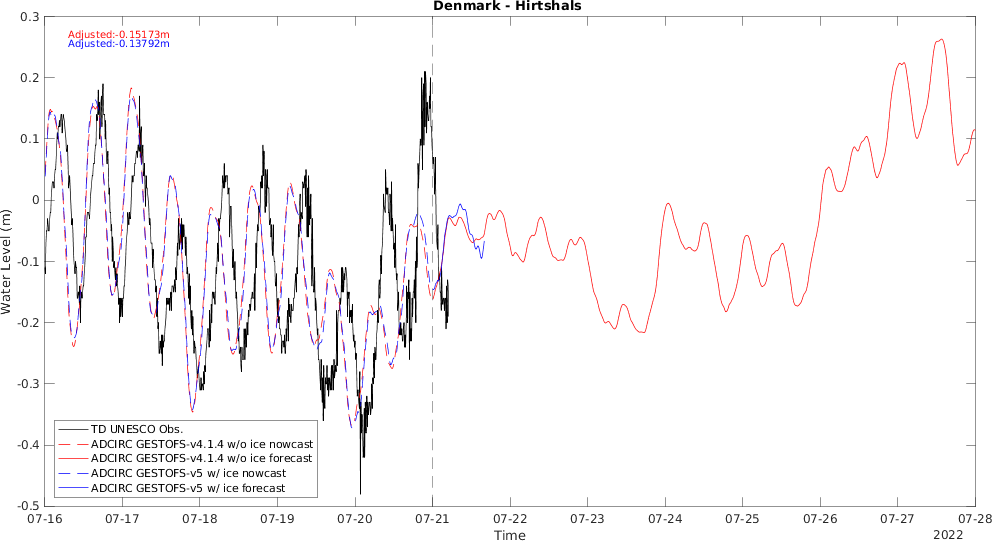 Denmark - Hirtshals
Adjusted:-0.15173m
Adjusted:-0.13792m
0.3
0.2
0.1
0
-0.1
-0.2
-0.3
-0.4
-0.5
Water Level (m)
TD UNESCO Obs.
ADCIRC GESTOFS-v4.1.4 w/o ice nowcast
ADCIRC GESTOFS-v4.1.4 w/o ice forecast
ADCIRC GESTOFS-v5 w/ ice nowcast
ADCIRC GESTOFS-v5 w/ ice forecast
07-16 07-17 07-18 07-19 07-20 07-21 07-22 07-23 07-24 07-25 07-26 07-27 07-28
Time
2022